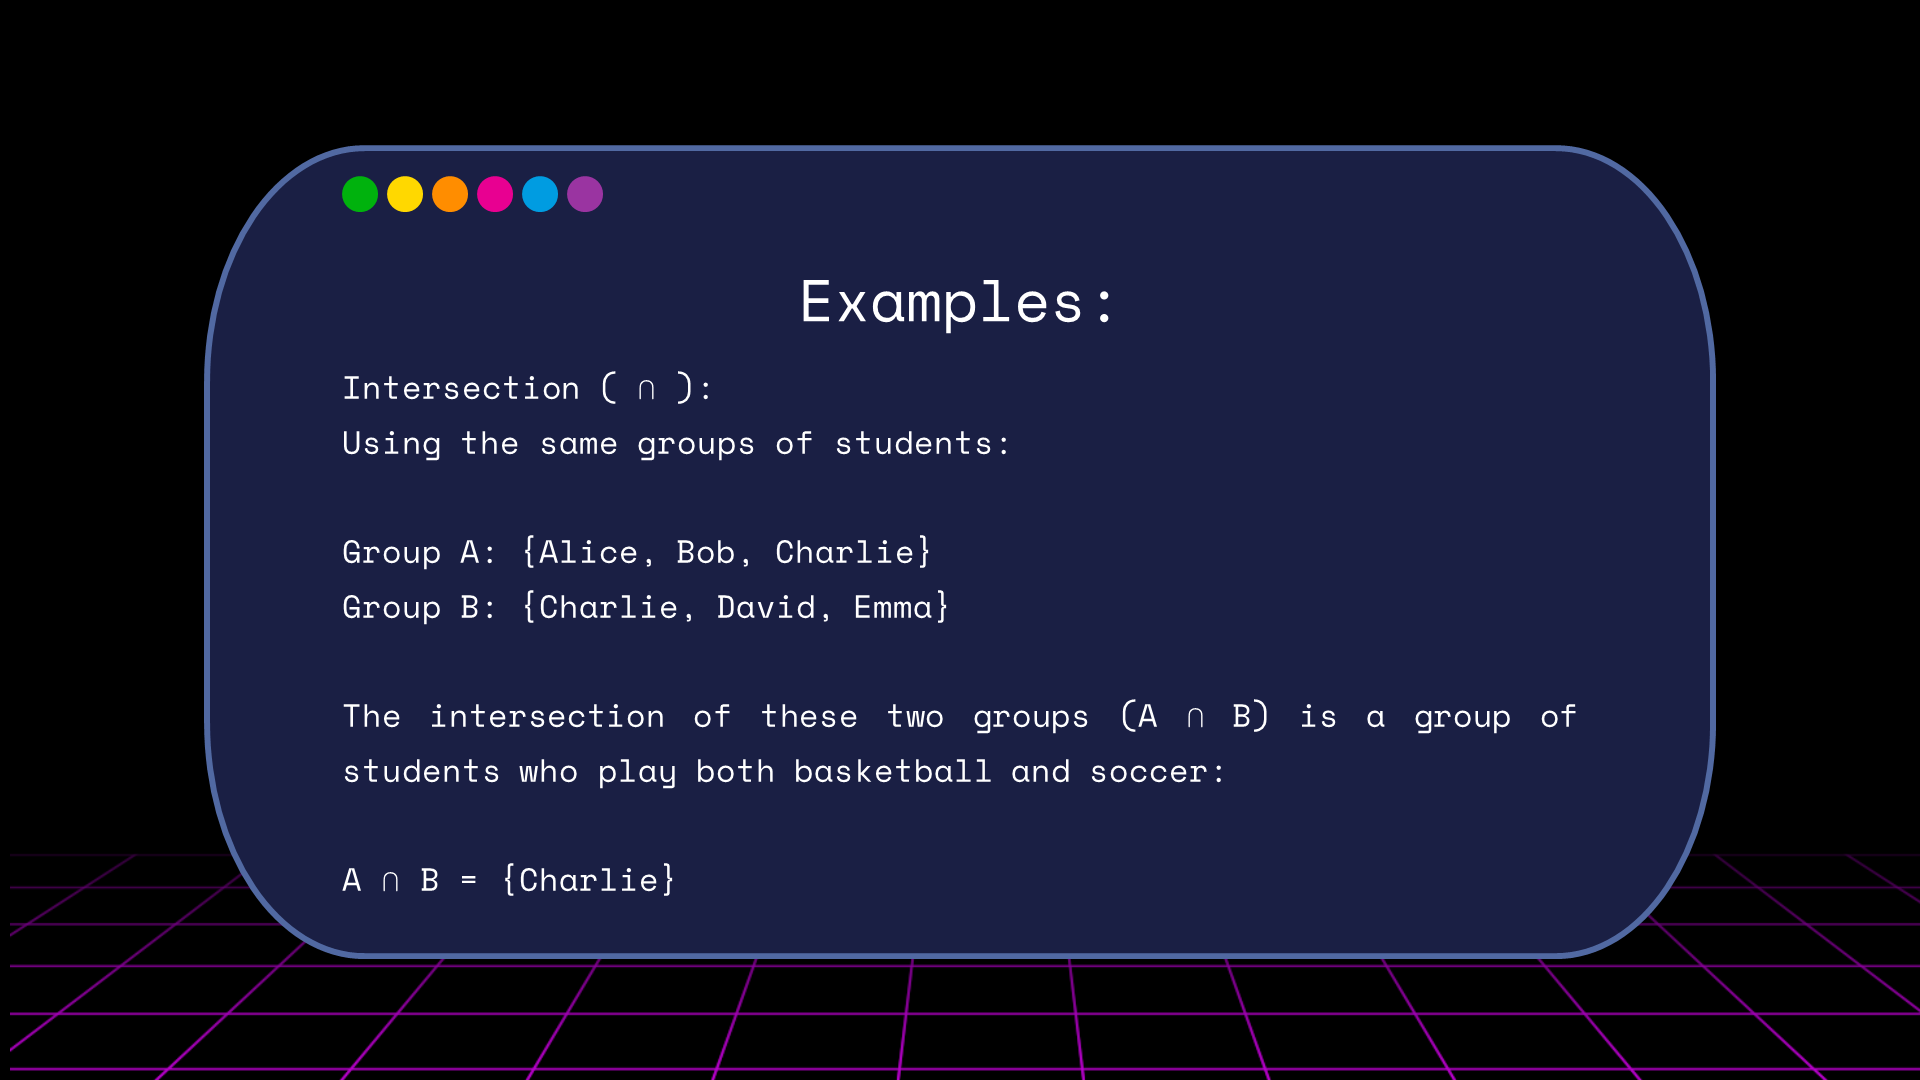 Examples:
Intersection ( ∩ ):
Using the same groups of students:
Group A: {Alice, Bob, Charlie}
Group B: {Charlie, David, Emma}
The intersection of these two groups (A ∩ B) is a group of
students who play both basketball and soccer:
A ∩ B = {Charlie}